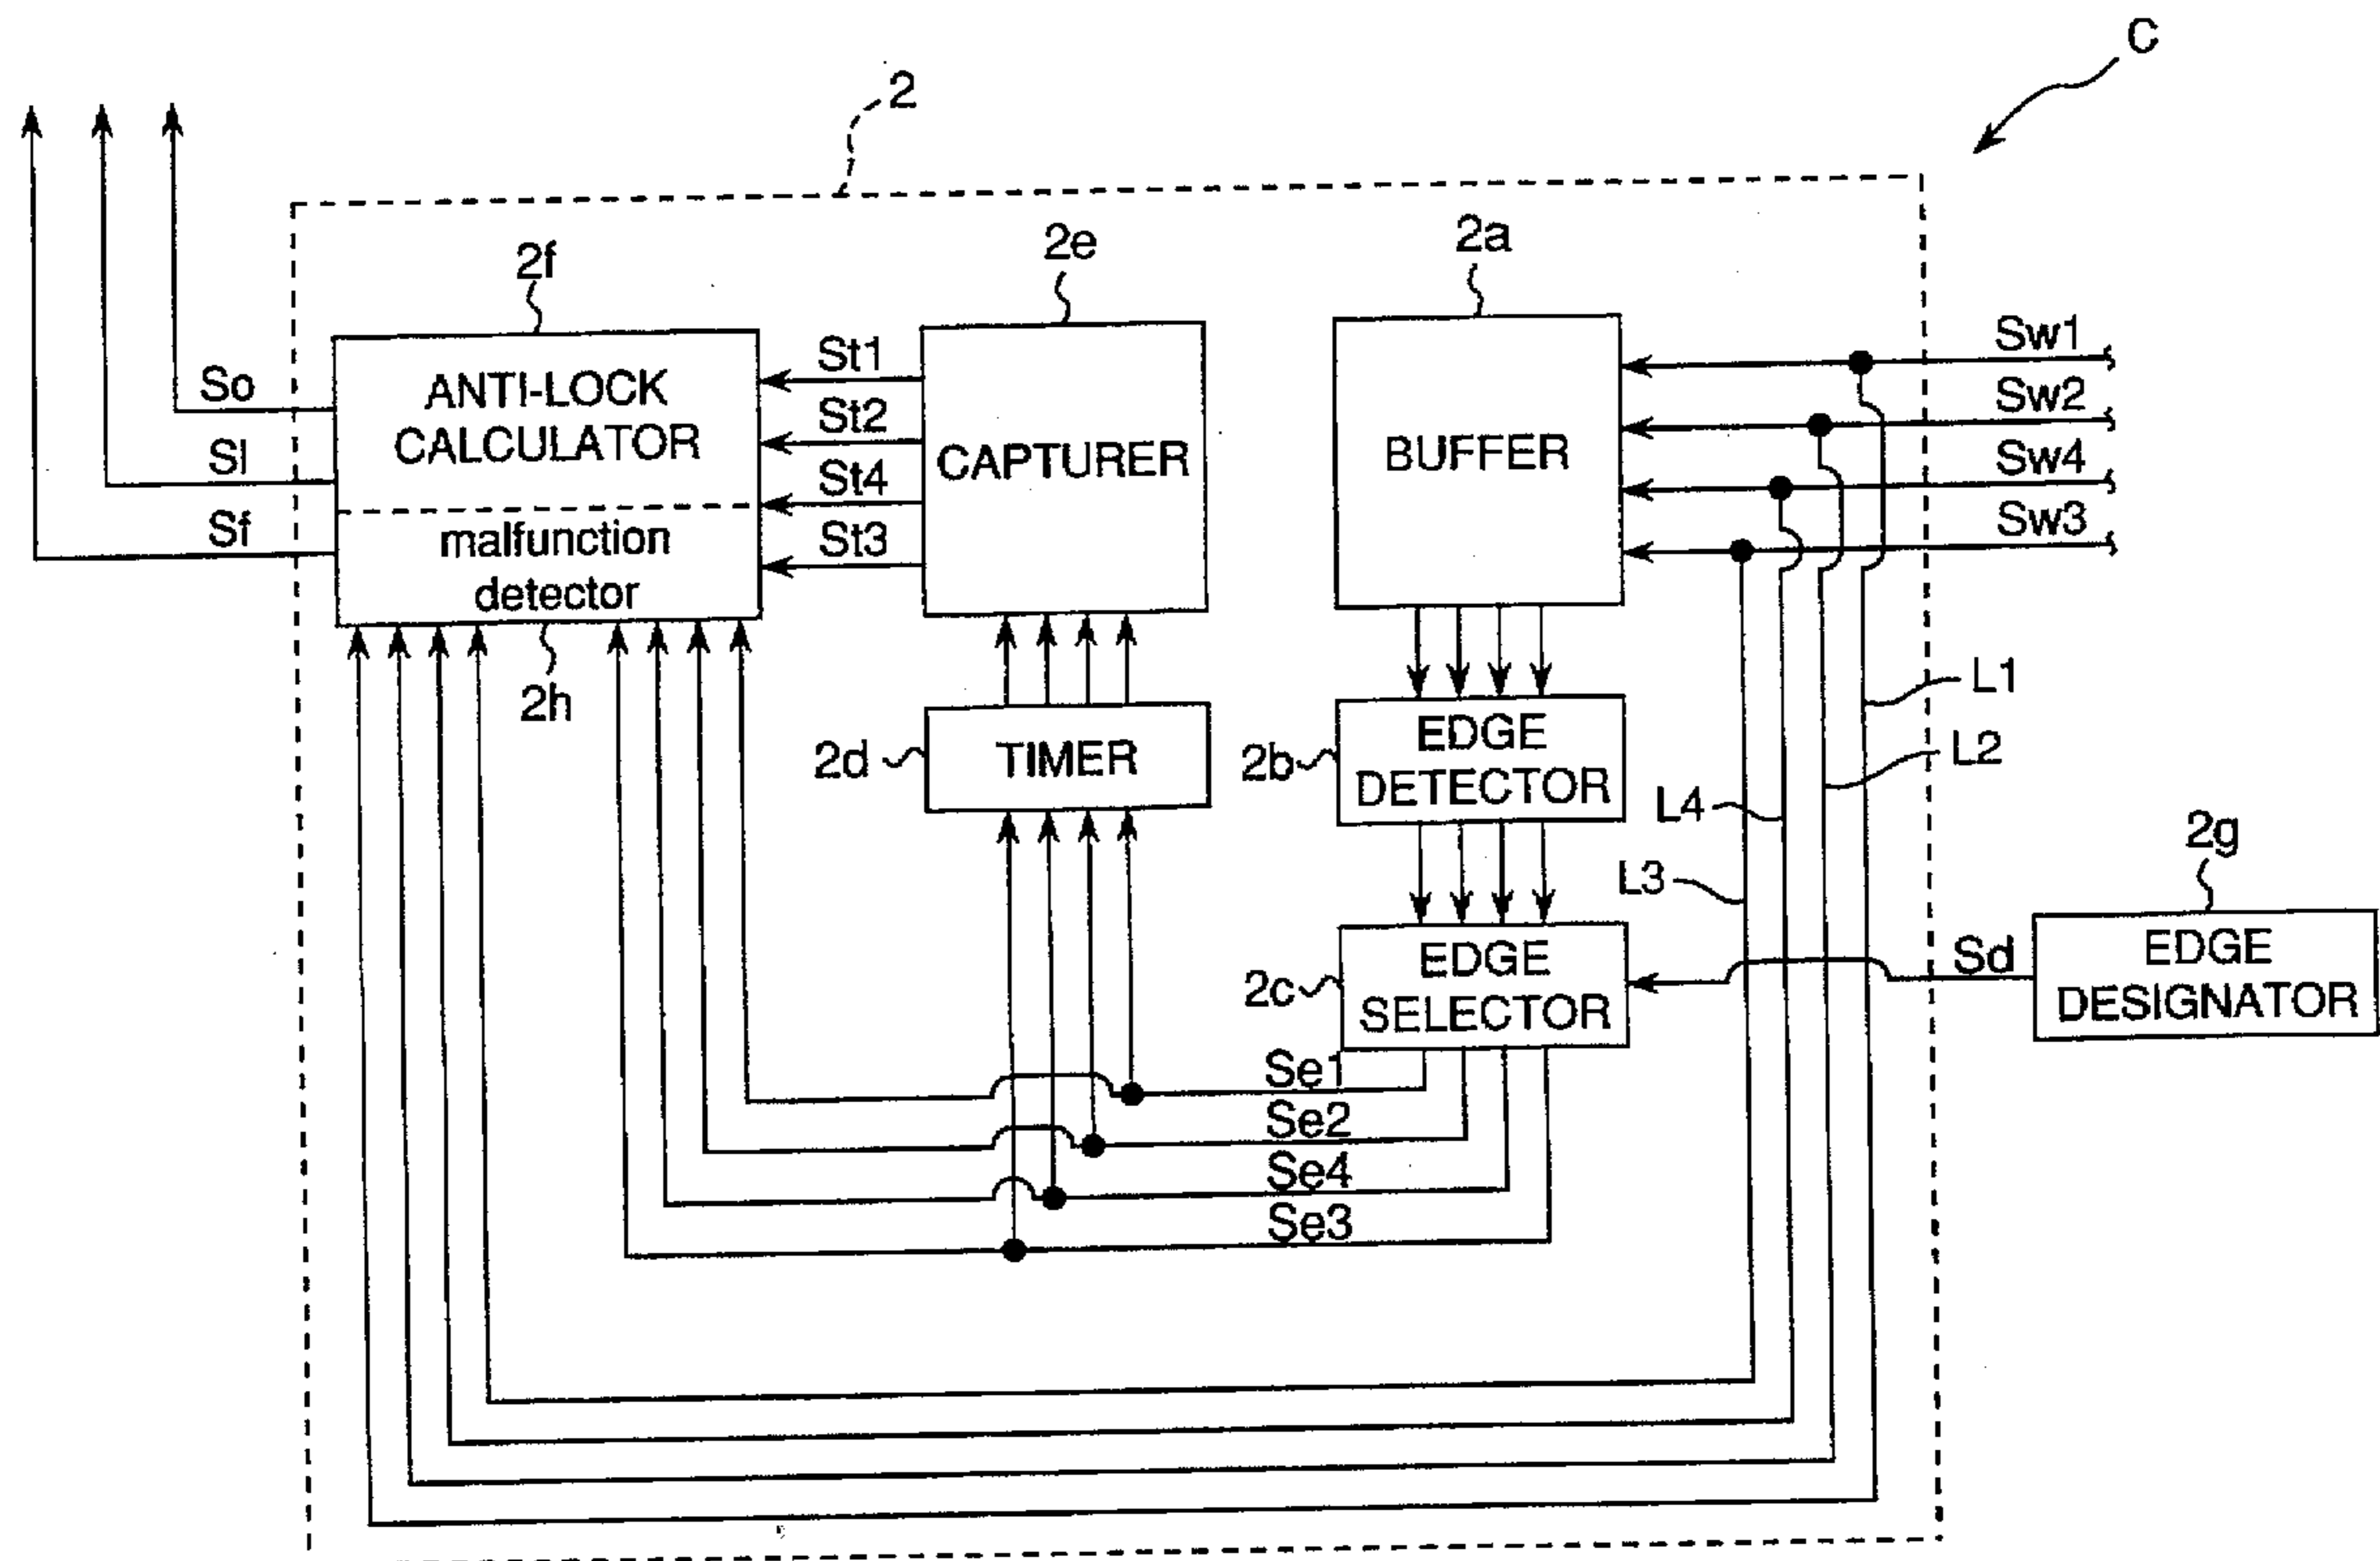 C
2
2f
2e
2a
So
Sl
Sf
ANTI-LOCK
CALCULATOR
malfunction
detector
2h
St1
St2
St4
St3
CAPTURER
BUFFER
Sw1
Sw2
Sw4
Sw3
2d
TIMER
2b
EDGE
DETECTOR
L1
L2
L4
L3
2c
EDGE
SELECTOR
Sd
2g
EDGE
DESIGNATOR
Se1
Se2
Se4
Se3